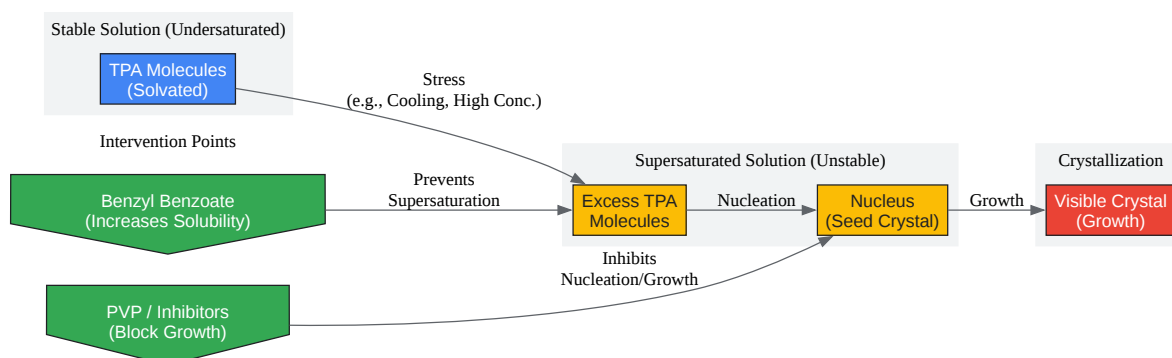 Stable Solution (Undersaturated)
TPA Molecules
(Solvated)
Stress
(e.g., Cooling, High Conc.)
Intervention Points
Benzyl Benzoate
(Increases Solubility)
Prevents
Supersaturation
Supersaturated Solution (Unstable)
Excess TPA
Molecules
Nucleation
Nucleus
(Seed Crystal)
Growth
Crystallization
Visible Crystal
(Growth)
Inhibits
Nucleation/Growth
PVP / Inhibitors
(Block Growth)